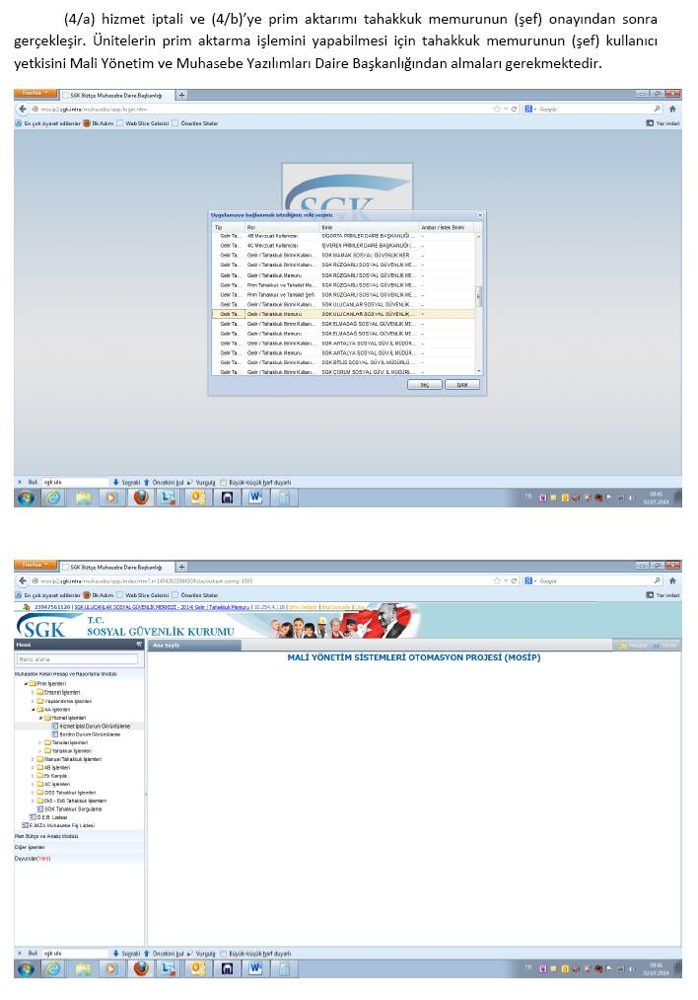 (4/a) hizmet iptali ve (4/b)'ye prim aktarımı tahakkuk memurunun (şef) onayından sonra
gerçekleşir. Ünitelerin prim aktarma işlemini yapabilmesi için tahakkuk memurunun (şef) kullanıcı
yetkisini Mali Yönetim ve Muhasebe Yazılımları Daire Başkanlığından almaları gerekmektedir.
Firefox
SGK Bütçe Muhasebe Daire Başkanlığı
mosip2.sgk.intra/muhasebe/app/login.htm
Google
En çok ziyaret edilenler İlk Adım Web Slice Galerisi Önerilen Siteler
Yer imleri
SGK
Uygulamaya bağlanmak istediğiniz rolü seçiniz
Tip Rol Birim Ambar / İstek Birimi
Gelir Ta... 4B Mevzuat Kullanıcısı SİGORTA PRİMLERİ DAİRE BAŞKANLIĞI ... -
Gelir Ta... 4C Mevzuat Kullanıcısı İŞVEREN PRİMLERİ DAİRE BAŞKANLIĞI (... -
Gelir Ta... Gelir / Tahakkuk Birimi Kullanı... SGK MAMAK SOSYAL GÜVENLİK MER... -
Gelir Ta... Gelir / Tahakkuk Birimi Kullanı... SGK RÜZGARLI SOSYAL GÜVENLİK ME... -
Gelir Ta... Gelir / Tahakkuk Memuru SGK RÜZGARLI SOSYAL GÜVENLİK ME... -
Gelir Ta... Prim Tahakkuk ve Tahsilat Me... SGK RÜZGARLI SOSYAL GÜVENLİK ME... -
Gelir Ta... Prim Tahakkuk ve Tahsilat Şefi SGK RÜZGARLI SOSYAL GÜVENLİK ME... -
Gelir Ta... Gelir / Tahakkuk Birimi Kullanı... SGK ULUCANLAR SOSYAL GÜVENLİK... -
Gelir Ta... Gelir / Tahakkuk Memuru SGK ULUCANLAR SOSYAL GÜVENLİK... -
Gelir Ta... Gelir / Tahakkuk Birimi Kullanı... SGK ELMADAĞ SOSYAL GÜVENLİK ME... -
Gelir Ta... Gelir / Tahakkuk Memuru SGK ELMADAĞ SOSYAL GÜVENLİK ME... -
Gelir Ta... Gelir / Tahakkuk Birimi Kullanı... SGK ANTALYA SOSYAL GÜV.İL MÜDÜR... -
Gelir Ta... Gelir / Tahakkuk Memuru SGK ANTALYA SOSYAL GÜV.İL MÜDÜR... -
Gelir Ta... Gelir / Tahakkuk Birimi Kullanı... SGK BİTLİS SOSYAL GÜV.İL MÜDÜRLÜ... -
Gelir Ta... Gelir / Tahakkuk Birimi Kullanı... SGK ÇORUM SOSYAL GÜV. İL MÜDÜRL... -
Seç İptal
Bul: sgk ulu Sonraki Önceki bul Vurgula Büyük-küçük harf duyarlı
TR 08:41
02.07.2014
Firefox
SGK Bütçe Muhasebe Daire Başkanlığı
Google
En çok ziyaret edilenler İlk Adım Web Slice Galerisi Önerilen Siteler
Yer imleri
SGK ULUCANLAR SOSYAL GÜVENLİK MERKEZİ - 2014 | Gelir / Tahakkuk Memuru | 10.254.4.118 | Şifre Değiştir | Bilgi Güncelle | Çıkış
SGK
T.C.
SOSYAL GÜVENLİK KURUMU
Menü
Ana Sayfa
Mesajlar
Menü arama
MALİ YÖNETİM SİSTEMLERİ OTOMASYON PROJESİ (MOSİP)
Muhasebe Kesin Hesap ve Raporlama Modülü
Prim İşlemleri
Emanet İşlemleri
Yapılandırma İşlemleri
4A İşlemleri
Hizmet İşlemleri
Hizmet İptal Durum Görüntüleme
Bordro Durum Görüntüleme
Tahsilat İşlemleri
Tahakkuk İşlemleri
Manuel Tahakkuk İşlemleri
4B İşlemleri
Ek Karşılık
4C İşlemleri
GSS Tahakkuk İşlemleri
Ek5 - Ek6 Tahakkuk İşlemleri
SGK Tahakkuk Sorgulama
G.E.B. Listesi
E-İMZA Muhasebe Fiş Listesi
Plan Bütçe ve Analiz Modülü
Diğer İşlemler
Duyurular(Yeni)
Bul: sgk ulu Sonraki Önceki bul Vurgula Büyük-küçük harf duyarlı
TR 08:41
02.07.2014